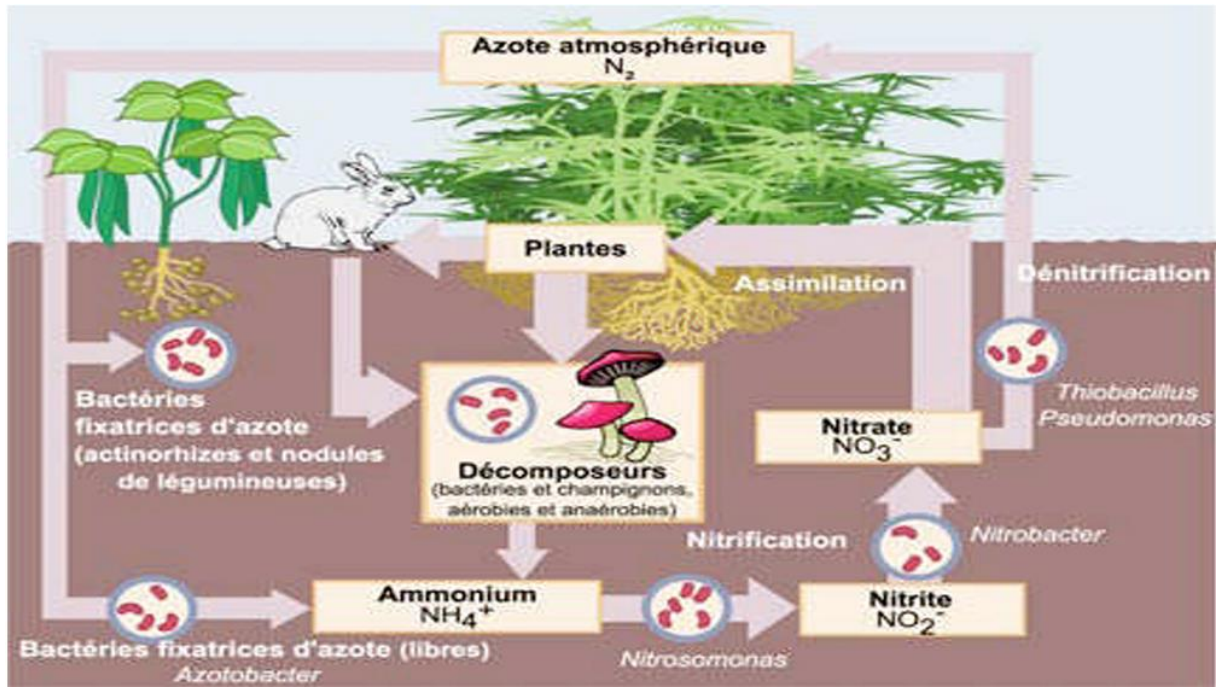 Azote atmosphérique
N₂
Plantes
Assimilation
Dénitrification
Bactéries
fixatrices d'azote
(actinorhizes et nodules
de légumineuses)
Décomposeurs
(bactéries et champignons,
aérobies et anaérobies)
Thiobacillus
Pseudomonas
Nitrate
NO₃⁻
Nitrification
Nitrobacter
Ammonium
NH₄⁺
Nitrite
NO₂⁻
Bactéries fixatrices d'azote (libres)
Azotobacter
Nitrosomonas